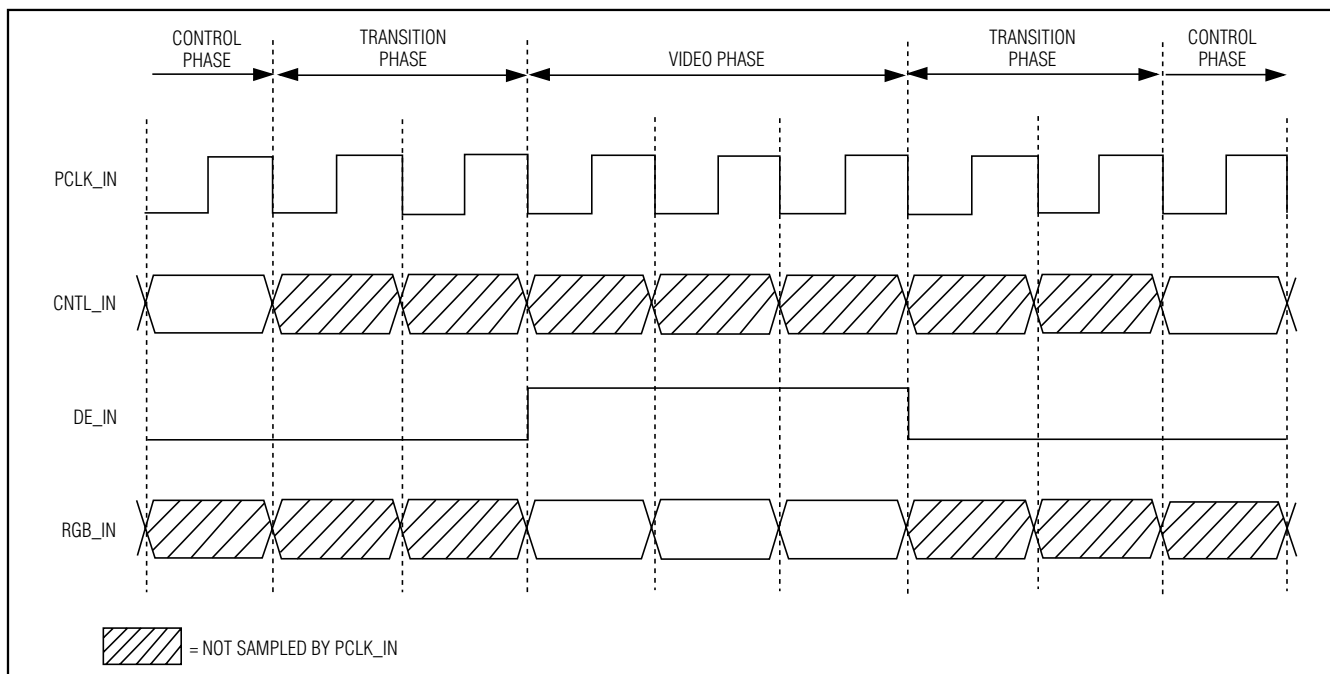 CONTROL
PHASE
TRANSITION
PHASE
VIDEO PHASE
TRANSITION
PHASE
CONTROL
PHASE
PCLK_IN
CNTL_IN
DE_IN
RGB_IN
= NOT SAMPLED BY PCLK_IN